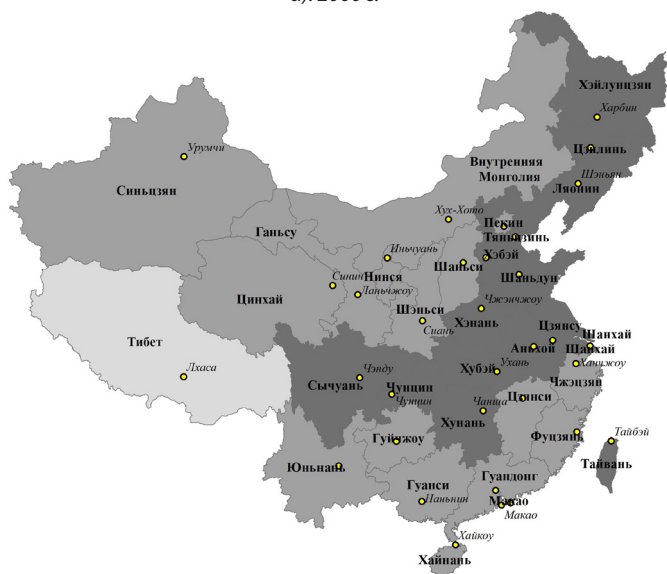 Хэйлунцзян
Харбин
Цзилинь
Шэньян
Ляонин
Урумчи
Синьцзян
Внутренняя
Монголия
Хух-Хото
Ганьсу
Пекин
Тяньцзинь
Иньчуань
Хэбэй
Шаньси
Шаньдун
Синин
Нинся
Ланьчжоу
Цинхай
Шэньси
Сиань
Чжэнчжоу
Хэнань
Цзянсу
Шанхай
Тибет
Аньхой
Шанхай
Ханчжоу
Лхаса
Чэнду
Хубэй
Ухань
Чжэцзян
Сычуань
Чунцин
Чунцин
Чанша
Цзянси
Хунань
Гуйчжоу
Фуцзянь
Тайбэй
Тайвань
Юньнань
Гуанси
Гуандонг
Наньнин
Макао
Макао
Хайкоу
Хайнань